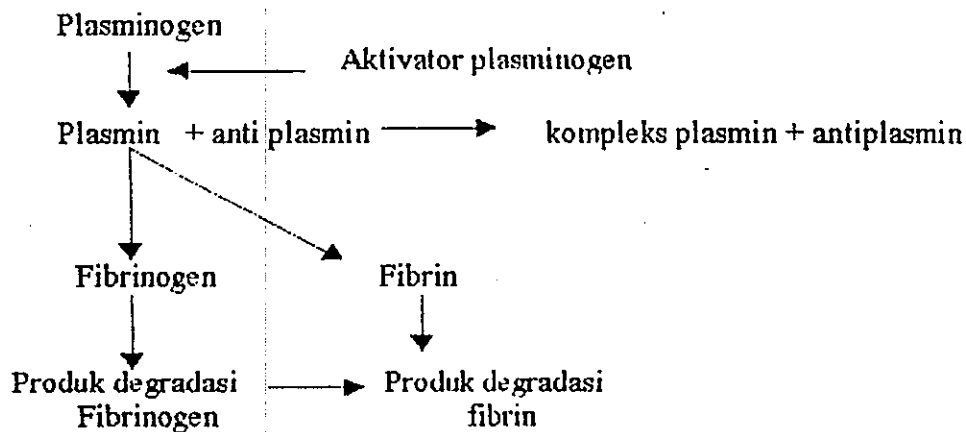 Plasminogen
Aktivator plasminogen
Plasmin + anti plasmin kompleks plasmin + antiplasmin
Fibrinogen Fibrin
Produk degradasi Produk degradasi
Fibrinogen fibrin